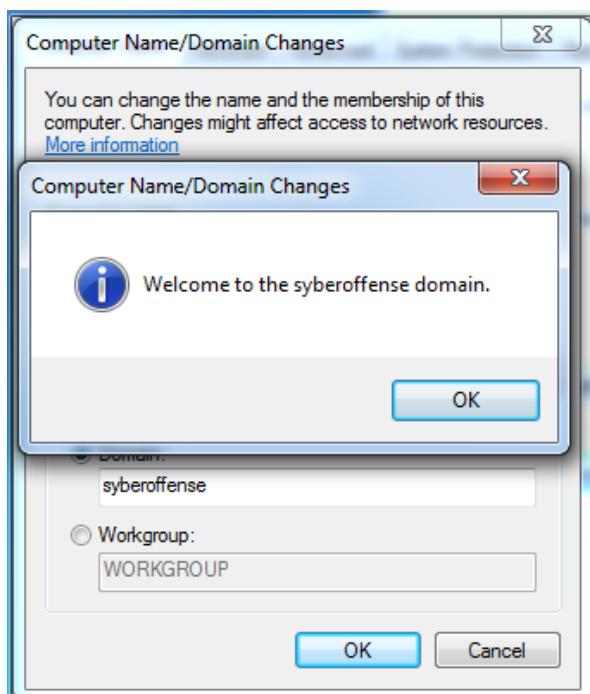 Computer Name/Domain Changes
You can change the name and the membership of this
computer. Changes might affect access to network resources.
More information
Computer Name/Domain Changes
Welcome to the syberoffense domain.
OK
Domain:
syberoffense
Workgroup:
WORKGROUP
OK Cancel